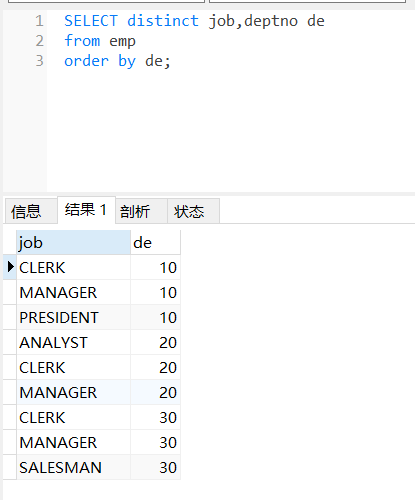 1 SELECT distinct job,deptno de
2 from emp
3 order by de;
信息 结果 1 剖析 状态
job de
CLERK 10
MANAGER 10
PRESIDENT 10
ANALYST 20
CLERK 20
MANAGER 20
CLERK 30
MANAGER 30
SALESMAN 30